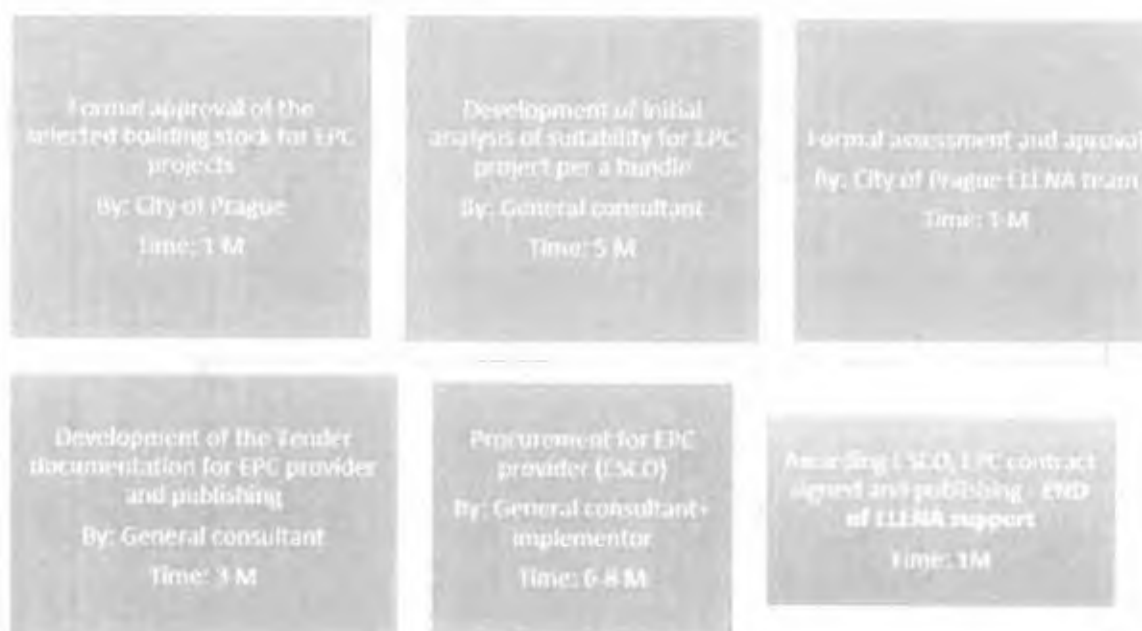 Formal approval of the
selected building stock for EPC
projects
By: City of Prague
Time: 1 M
Development of Initial
analysis of suitability for EPC
project per a bundle
By: General consultant
Time: 5 M
Formal assessment and aproval
By: City of Prague ELENA team
Time: 1 M
Development of the Tender
documentation for EPC provider
and publishing
By: General consultant
Time: 3 M
Procurement for EPC
provider (ESCO)
By: General consultant+
implementor
Time: 6-8 M
Awarding ESCO, EPC contract
signed and publishing - END
of ELENA support
Time: 1M